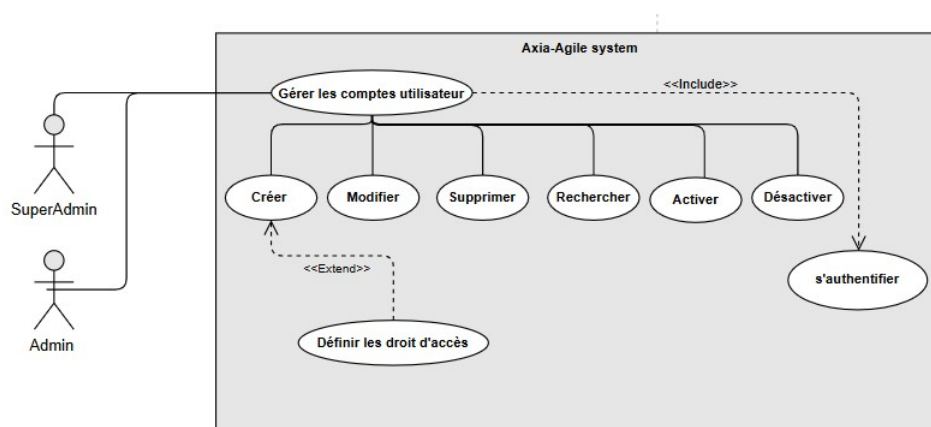 Axia-Agile system
Gérer les comptes utilisateur
<<Include>>
Créer
Modifier
Supprimer
Rechercher
Activer
Désactiver
SuperAdmin
<<Extend>>
s'authentifier
Admin
Définir les droit d'accès